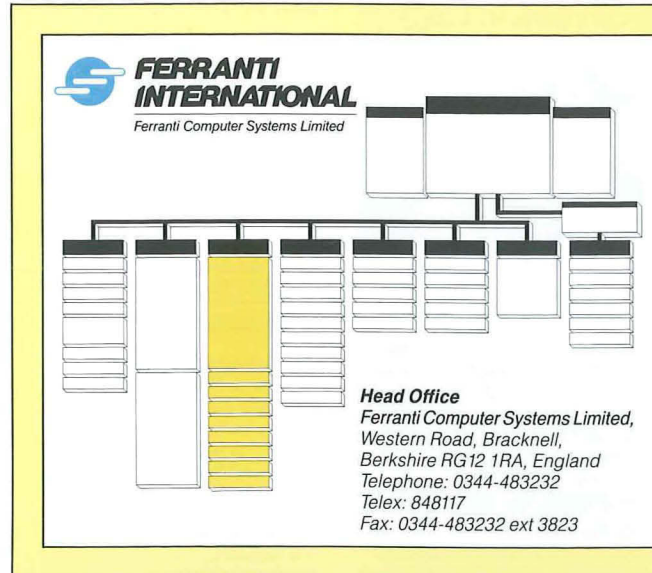 FERRANTI
INTERNATIONAL
Ferranti Computer Systems Limited
Head Office
Ferranti Computer Systems Limited,
Western Road, Bracknell,
Berkshire RG12 1RA, England
Telephone: 0344-483232
Telex: 848117
Fax: 0344-483232 ext 3823